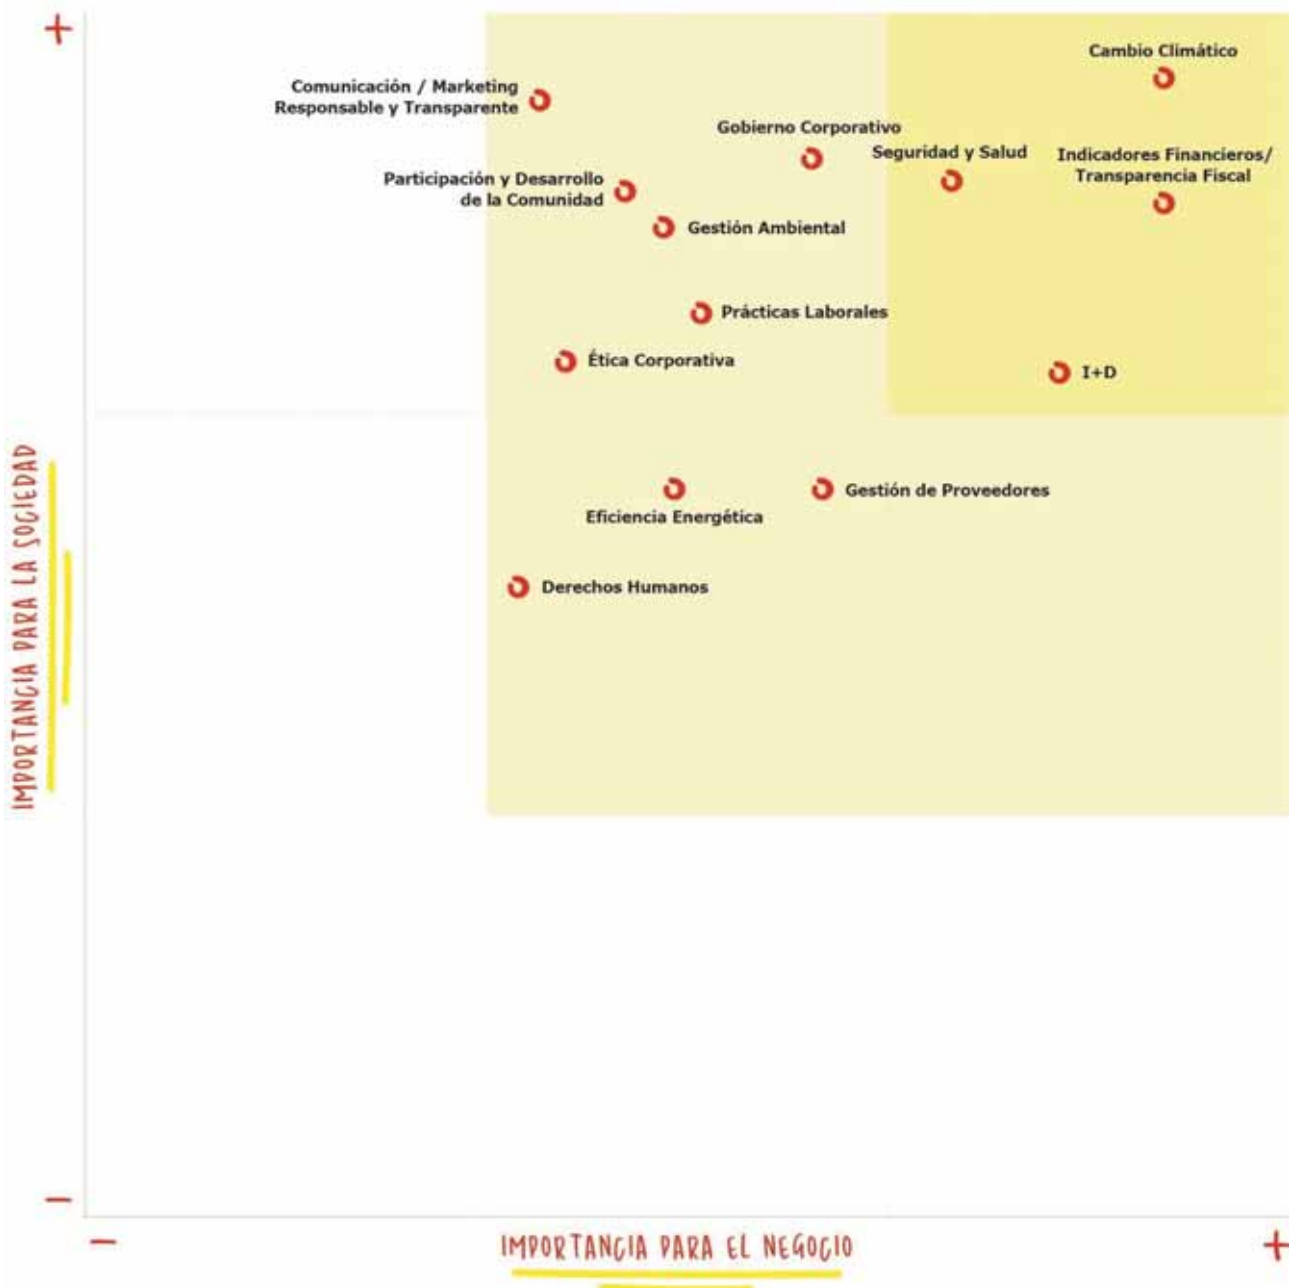 +
Cambio Climático
Comunicación / Marketing
Responsable y Transparente
Gobierno Corporativo
Seguridad y Salud
Indicadores Financieros/
Transparencia Fiscal
Participación y Desarrollo
de la Comunidad
Gestión Ambiental
Prácticas Laborales
Ética Corporativa
I+D
Gestión de Proveedores
Eficiencia Energética
Derechos Humanos
IMPORTANCIA PARA LA SOCIEDAD
−
−
IMPORTANCIA PARA EL NEGOCIO
+